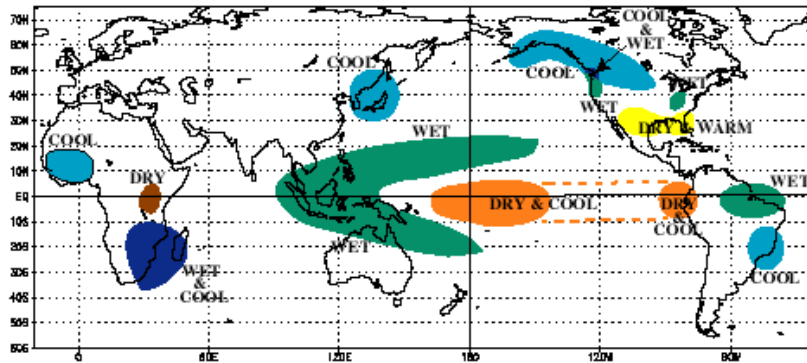 70N
60N
50N
40N
30N
20N
10N
EQ
10S
20S
30S
40S
50S
60S
COOL
&
WET
COOL
COOL
WET
WET
DRY & WARM
COOL
WET
DRY
WET
DRY & COOL
DRY
&
COOL
WET
WET
&
COOL
COOL
0
60E
120E
180
120W
60W